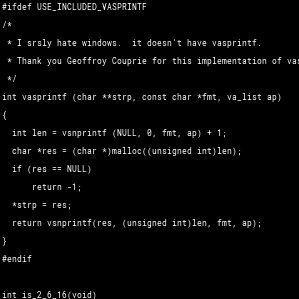 #ifdef USE_INCLUDED_VASPRINTF
/*
 * I srsly hate windows.  it doesn't have vasprintf.
 * Thank you Geoffroy Couprie for this implementation of
 */
int vasprintf (char **strp, const char *fmt, va_list ap)
{
  int len = vsnprintf (NULL, 0, fmt, ap) + 1;
  char *res = (char *)malloc((unsigned int)len);
  if (res == NULL)
      return -1;
  *strp = res;
  return vsnprintf(res, (unsigned int)len, fmt, ap);
}
#endif
int is_2_6_16(void)